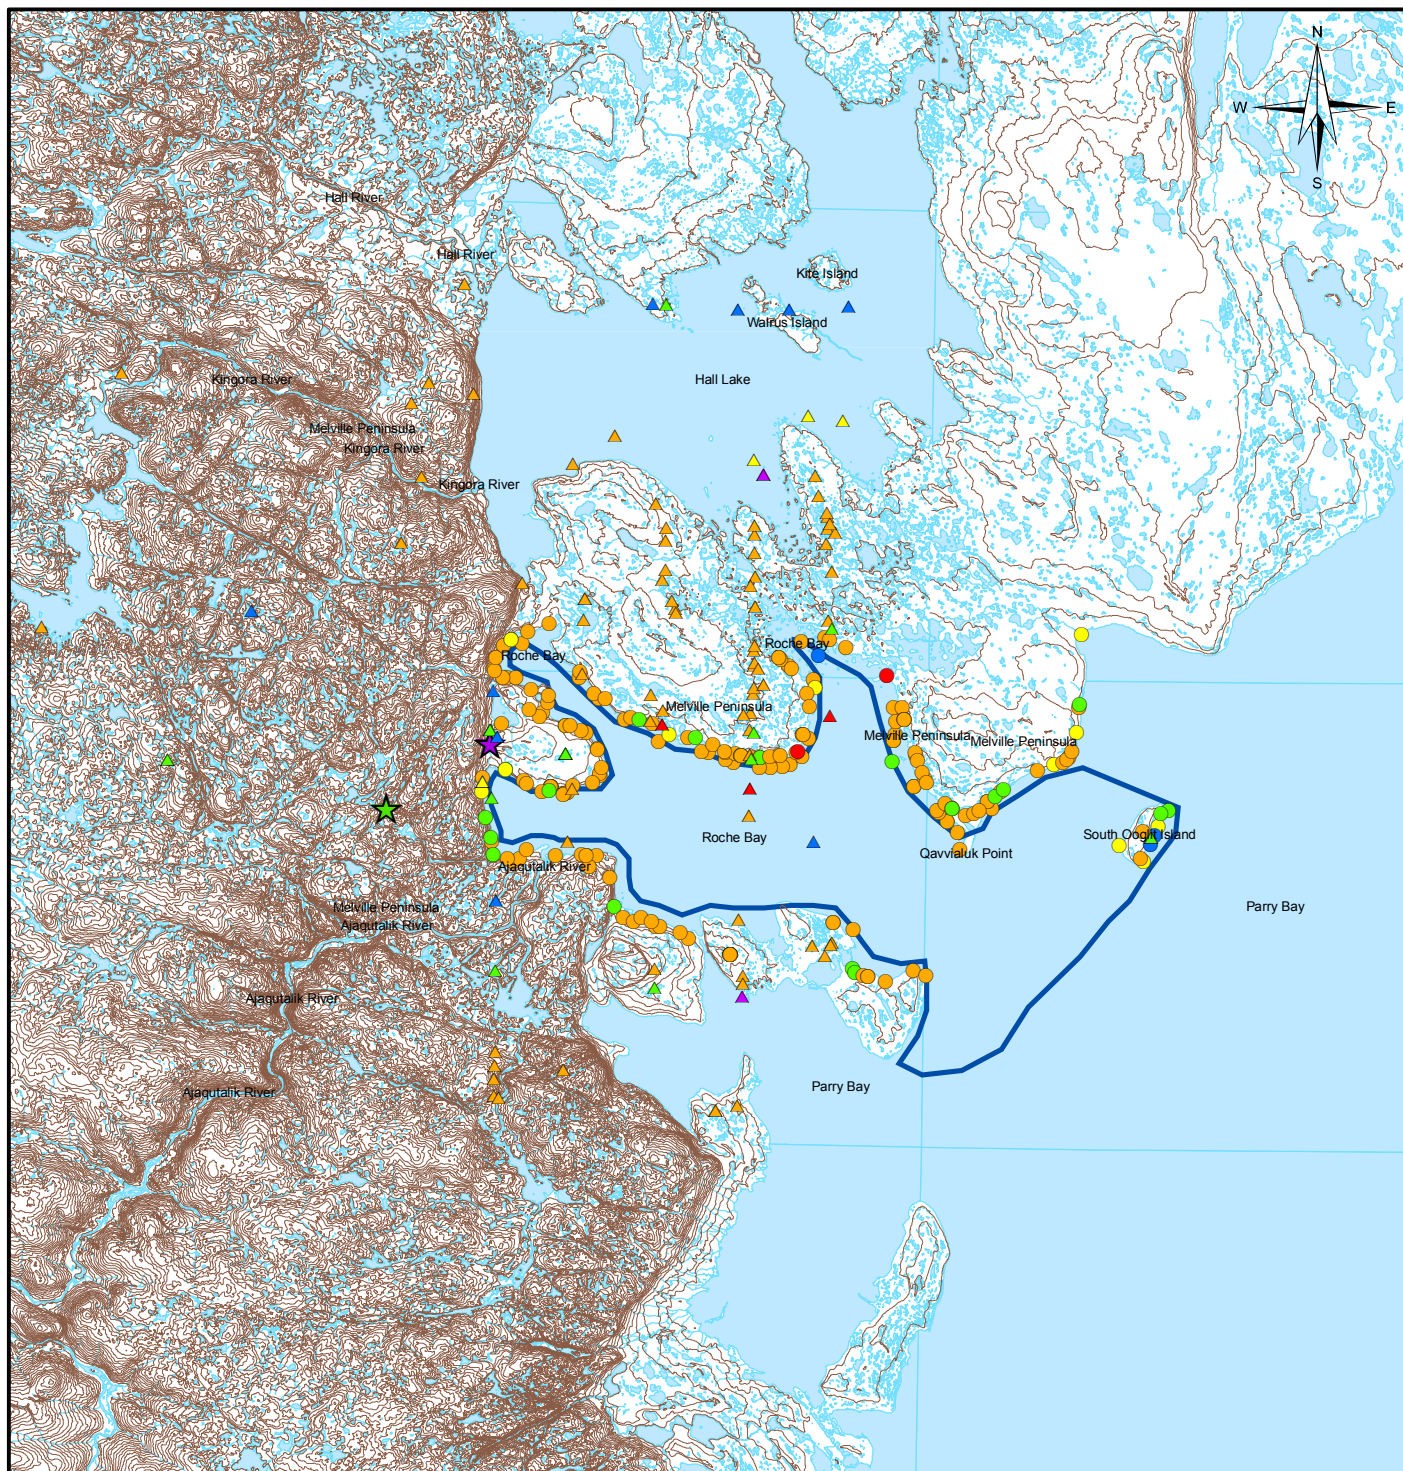 N
W E
S
Hall River
Hall River
Kite Island
Walrus Island
Hall Lake
Kingora River
Melville Peninsula
Kingora River
Kingora River
Roche Bay
Roche Bay
Melville Peninsula
Melville Peninsula
Melville Peninsula
Roche Bay
South Ooglit Island
Qavvialuk Point
Ajaqutalik River
Melville Peninsula
Parry Bay
Ajaqutalik River
Ajaqutalik River
Parry Bay
Ajaqutalik River